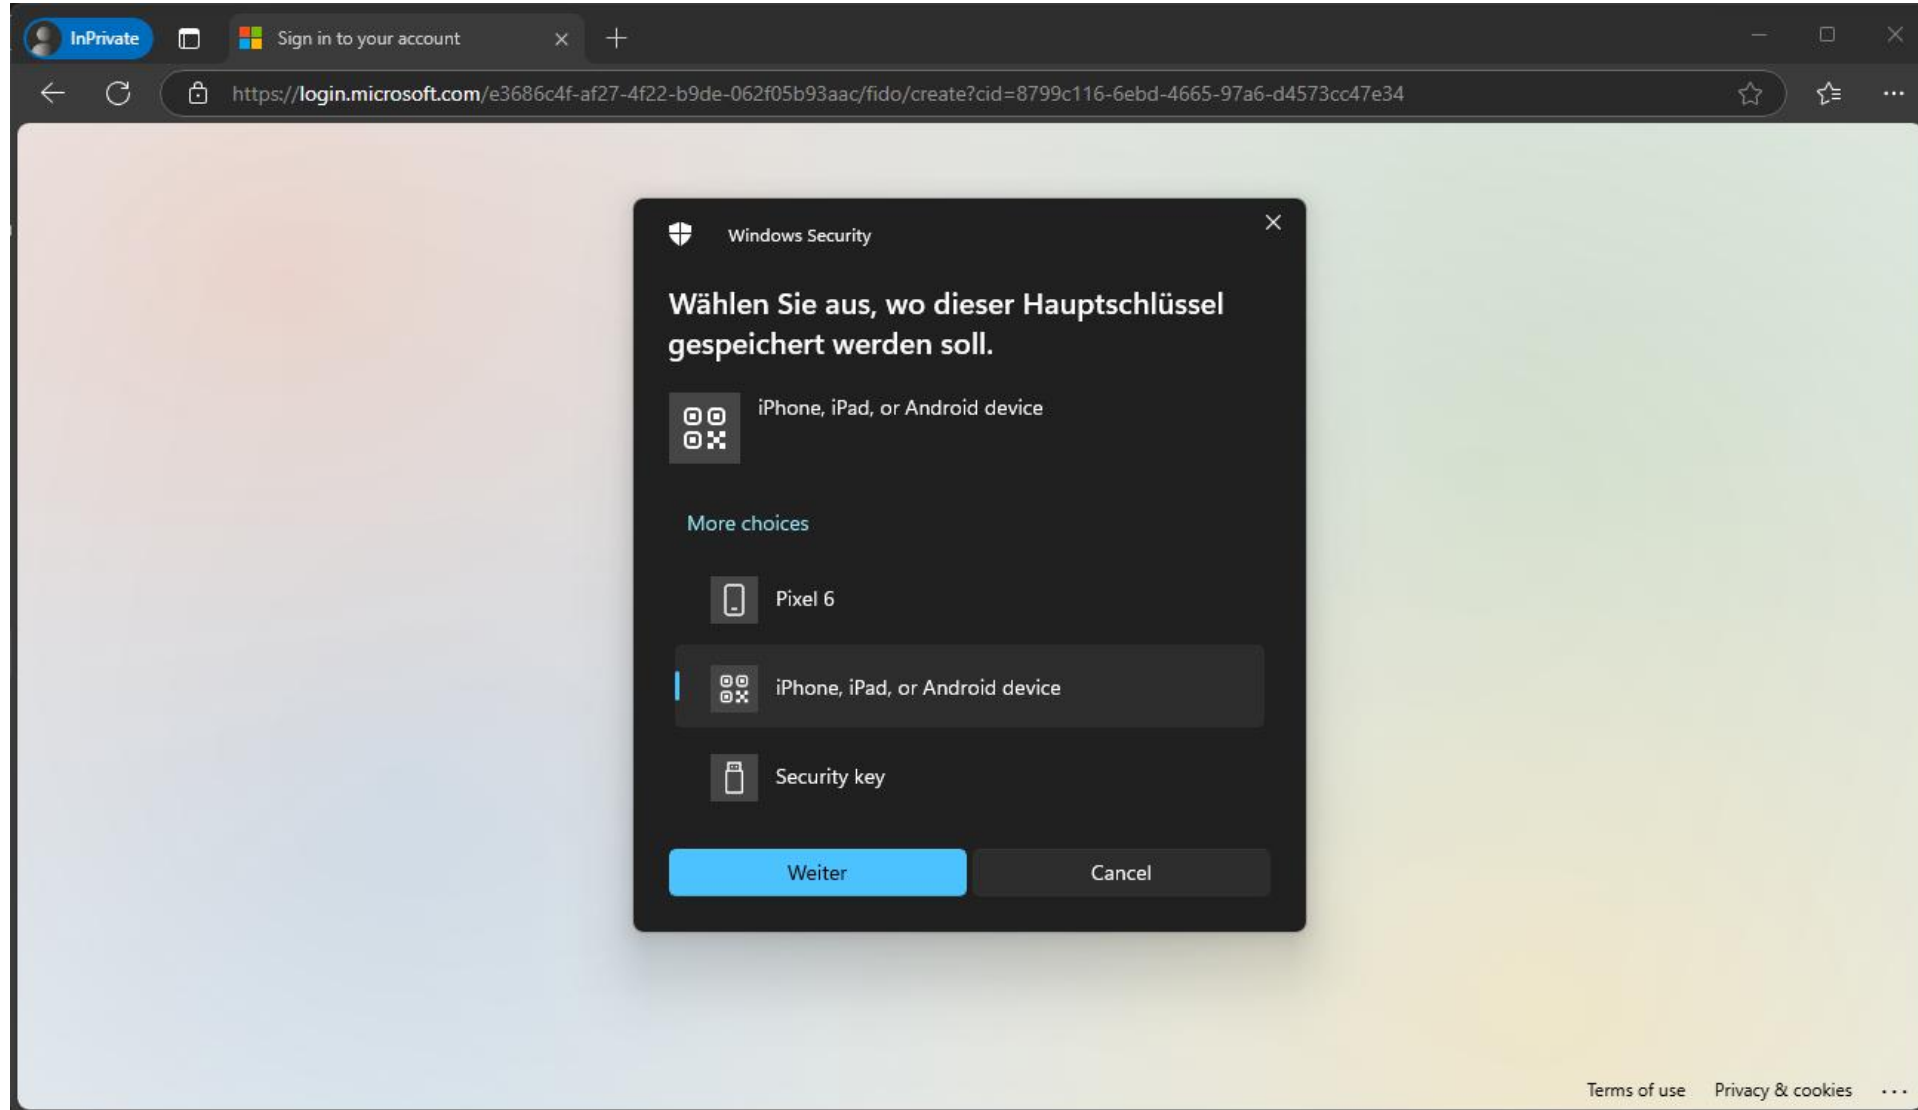 InPrivate
Sign in to your account
https://login.microsoft.com/e3686c4f-af27-4f22-b9de-062f05b93aac/fido/create?cid=8799c116-6ebd-4665-97a6-d4573cc47e34
Windows Security
Wählen Sie aus, wo dieser Hauptschlüssel
gespeichert werden soll.
iPhone, iPad, or Android device
More choices
Pixel 6
iPhone, iPad, or Android device
Security key
Weiter Cancel
Terms of use Privacy & cookies ...